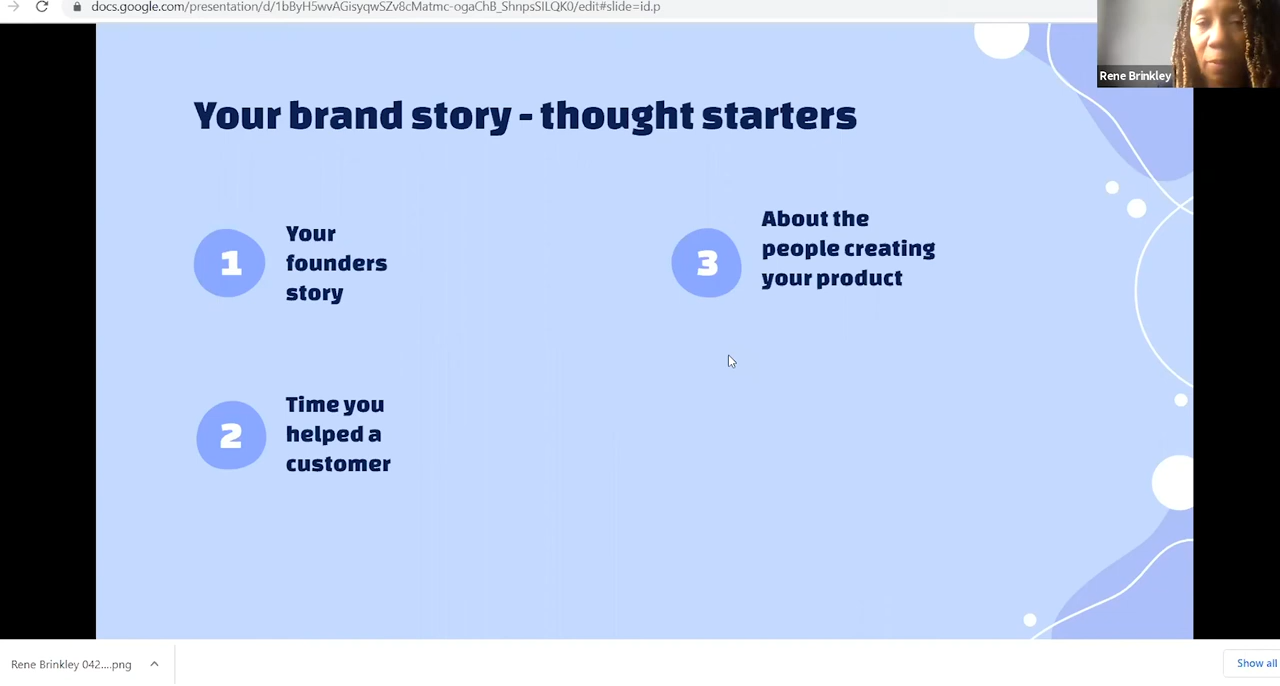 docs.google.com/presentation/d/1bByH5wvAGisyqwSZv8cMatmc-ogaChB_ShnpsSILQK0/edit#slide=id.p
Rene Brinkley
Your brand story - thought starters
1
Your
founders
story
2
Time you
helped a
customer
3
About the
people creating
your product
Rene Brinkley 042....png
Show all